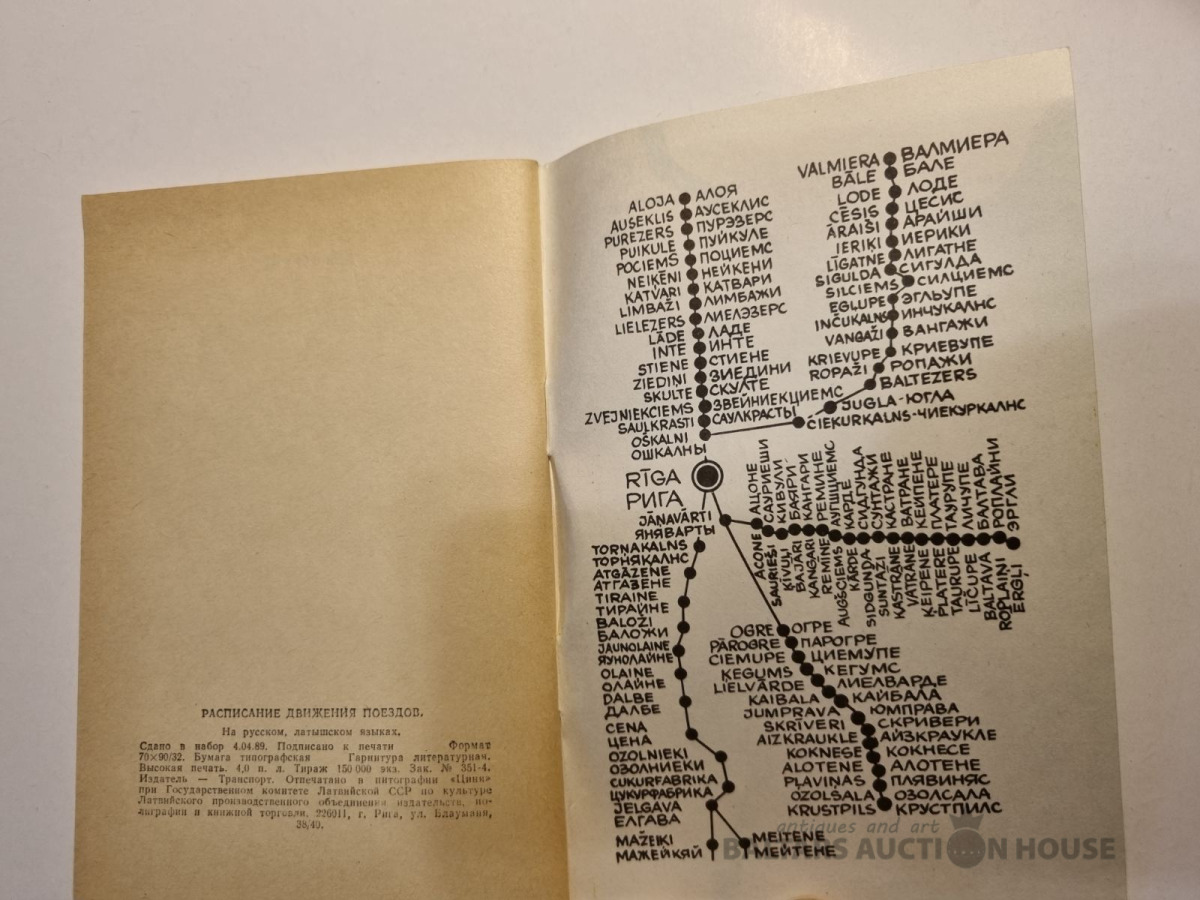 РАСПИСАНИЕ ДВИЖЕНИЯ ПОЕЗДОВ.
На русском, латышском языках.
Сдано в набор 4.04.89. Подписано к печати Формат
70×90/32. Бумага типографская Гарнитура литературная.
Высокая печать. 4,0 п. л. Тираж 150 000 экз. Зак. № 351-4.
Издатель — Транспорт. Отпечатано в типографии «Цинк»
при Государственном комитете Латвийской ССР по культуре
Латвийского производственного объединения издательств, по-
лиграфии и книжной торговли. 226011, г. Рига, ул. Блаумани,
38/40.
ALOJA АЛОЯ
AUSEKLIS АУСЕКЛИС
PUREZERS ПУРЭЗЕРС
PUIKULE ПУЙКУЛЕ
POCIEMS ПОЦИЕМС
NEIĶĒNI НЕЙКЕНИ
KATVARI КАТВАРИ
LIMBAŽI ЛИМБАЖИ
LIELEZERS ЛИЕЛЭЗЕРС
LĀDE ЛАДЕ
INTE ИНТЕ
STIENE СТИЕНЕ
ZIEDIŅI ЗИЕДИНИ
SKULTE СКУЛТЕ
ZVEJNIEKCIEMS ЗВЕЙНИЕКЦИЕМС
SAULKRASTI САУЛКРАСТЫ
OŠKALNI
ОШКАЛНЫ
VALMIERA ВАЛМИЕРА
BĀLE БАЛЕ
LODE ЛОДЕ
CĒSIS ЦЕСИС
ĀRAIŠI АРАЙШИ
IERIĶI ИЕРИКИ
LĪGATNE ЛИГАТНЕ
SIGULDA СИГУЛДА
SILCIEMS СИЛЦИЕМС
EGLUPE ЭГЛЬУПЕ
INČUKALNS ИНЧУКАЛНС
VANGAŽI ВАНГАЖИ
KRIEVUPE КРИЕВУПЕ
ROPAŽI РОПАЖИ
BALTEZERS
JUGLA-ЮГЛА
ČIEKURKALNS-ЧИЕКУРКАЛНС
RĪGA
РИГА
JĀŅAVĀRTI
ЯНЯВАРТЫ
АЦОНЕ
САУРИЕШИ
КИВУЛИ
БАЯРИ
КАНГАРИ
РЕМИНЕ
АУПШЦИЕМС
КАРДЕ
СИДГУНДА
СУНТАЖИ
КАСТРАНЕ
ВАТРАНЕ
КЕЙПЕНЕ
ПЛАТЕРЕ
ТАУРУПЕ
ЛИЧУПЕ
БАЛТАВА
РОПЛАЙНИ
ЭРГЛИ
ACONE
SAURIEŠI
ĶIVUĻI
BAJĀRI
KANGARI
REMĪNE
AUGŠCIEMS
KĀRDE
SIDGUNDA
SUNTAŽI
KASTRANE
VATRANE
ĶEIPENE
PLATERE
TAURUPE
LĪČUPE
BALTAVA
ROPLAIŅI
ĒRGĻI
TORŅAKALNS
ТОРНЯКАЛНС
ATGĀZENE
АТГАЗЕНЕ
TIRAINE
ТИРАЙНЕ
BALOŽI
БАЛОЖИ
JAUNOLAINE
ЯУНОЛАЙНЕ
OLAINE
ОЛАЙНЕ
DALBE
ДАЛБЕ
CENA
ЦЕНА
OZOLNIEKI
ОЗОЛНИЕКИ
CUKURFABRIKA
ЦУКУРФАБРИКА
JELGAVA
ЕЛГАВА
MAŽEIKI
МАЖЕЙКЯЙ
MEITENE
МЕЙТЕНЕ
OGRE ОГРЕ
PĀROGRE ПАРОГРЕ
CIEMUPE ЦИЕМУПЕ
ĶEGUMS КЕГУМС
LIELVĀRDE ЛИЕЛВАРДЕ
KAIBALA КАЙБАЛА
JUMPRAVA ЮМПРАВА
SKRĪVERI СКРИВЕРИ
AIZKRAUKLE АЙЗКРАУКЛЕ
KOKNESE КОКНЕСЕ
ALOTENE АЛОТЕНЕ
PĻAVIŅAS ПЛЯВИНЯС
OZOLSALA ОЗОЛСАЛА
KRUSTPILS КРУСТПИЛС
antiques and art
AUCTION HOUSE